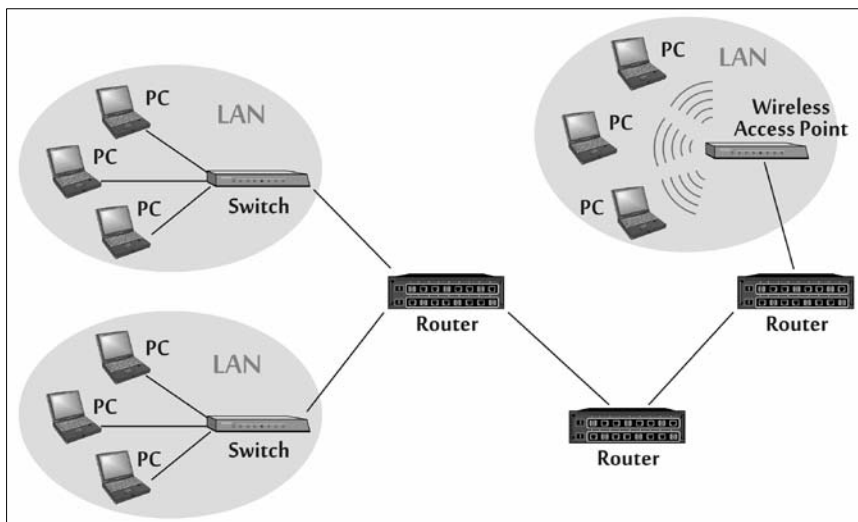 PC
LAN
PC
PC
Switch
PC
LAN
PC
PC
Switch
Router
Router
PC
LAN
PC
Wireless
Access Point
PC
Router